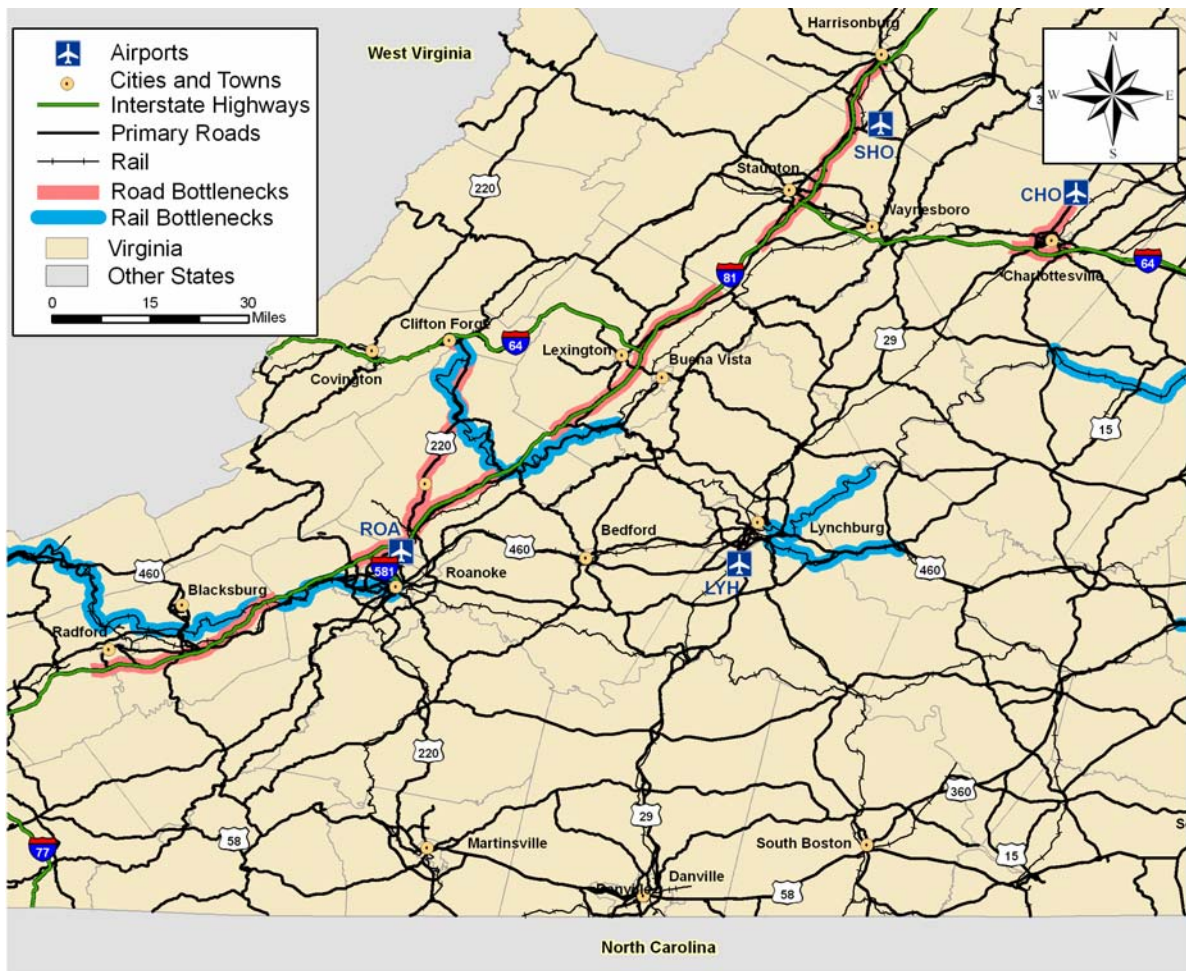 Airports
Cities and Towns
Interstate Highways
Primary Roads
Rail
Road Bottlenecks
Rail Bottlenecks
Virginia
Other States
0 15 30
Miles
West Virginia
Harrisonburg
N
W E
S
SHO
220
Staunton
CHO
Waynesboro
81
Charlottesville
64
Clifton Forge
64
Lexington
29
Buena Vista
Covington
15
220
ROA
Bedford
Lynchburg
460
460
581
Roanoke
LYH
460
Blacksburg
Radford
220
360
29
58
Martinsville
South Boston
77
15
Danville
Danville
58
North Carolina